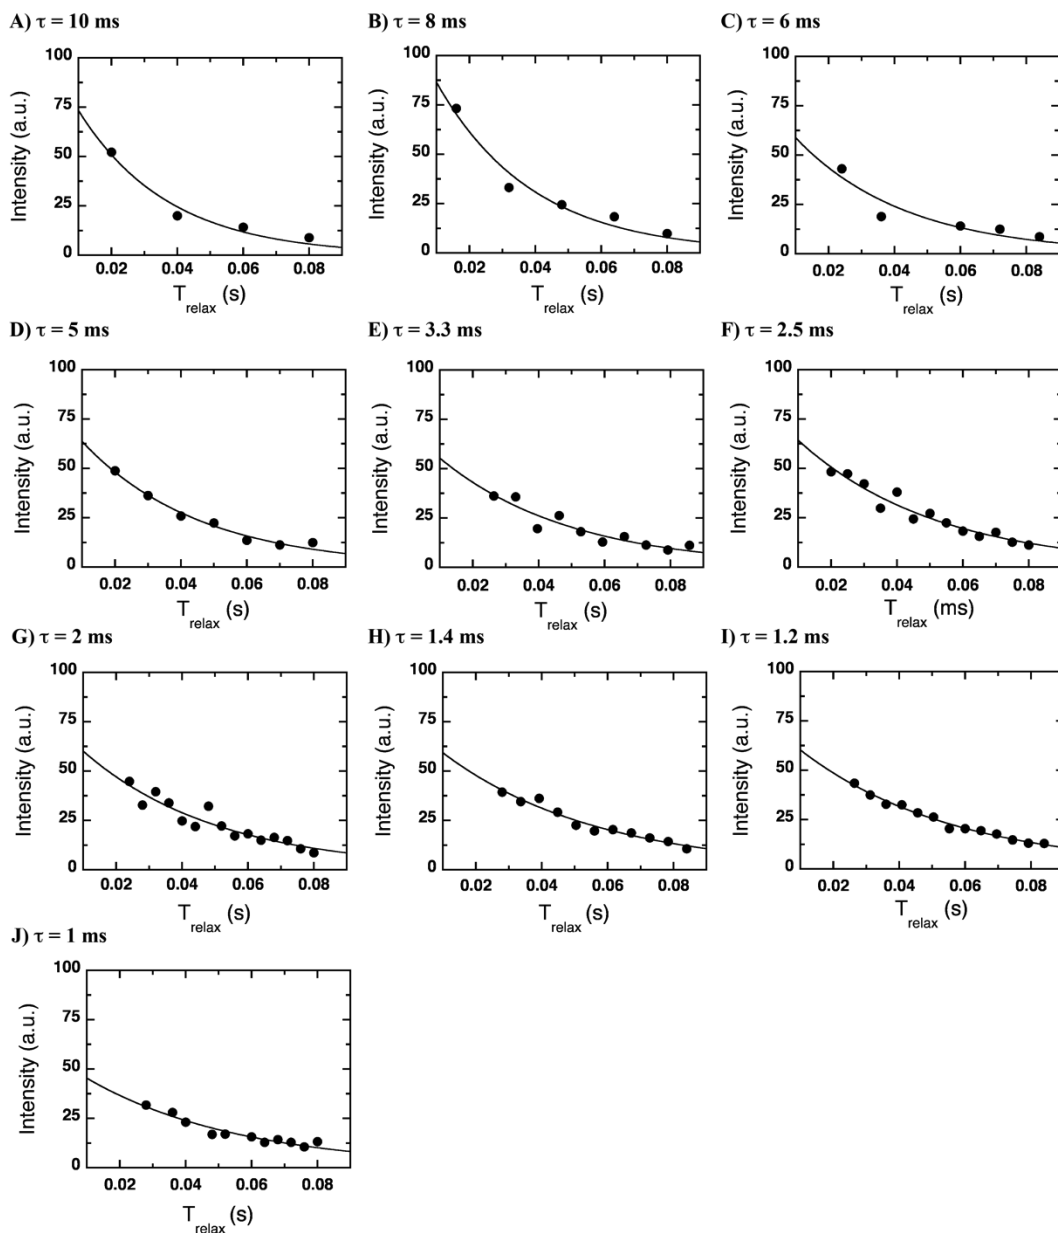 A) τ = 10 ms
B) τ = 8 ms
C) τ = 6 ms
100
75
50
25
0
Intensity (a.u.)
0.02 0.04 0.06 0.08
T relax (s)
100
75
50
25
0
Intensity (a.u.)
0.02 0.04 0.06 0.08
T relax (s)
100
75
50
25
0
Intensity (a.u.)
0.02 0.04 0.06 0.08
T relax (s)
D) τ = 5 ms
E) τ = 3.3 ms
F) τ = 2.5 ms
100
75
50
25
0
Intensity (a.u.)
0.02 0.04 0.06 0.08
T relax (s)
100
75
50
25
0
Intensity (a.u.)
0.02 0.04 0.06 0.08
T relax (s)
100
75
50
25
0
Intensity (a.u.)
0.02 0.04 0.06 0.08
T relax (ms)
G) τ = 2 ms
H) τ = 1.4 ms
I) τ = 1.2 ms
100
75
50
25
0
Intensity (a.u.)
0.02 0.04 0.06 0.08
T relax (s)
100
75
50
25
0
Intensity (a.u.)
0.02 0.04 0.06 0.08
T relax (s)
100
75
50
25
0
Intensity (a.u.)
0.02 0.04 0.06 0.08
T relax (s)
J) τ = 1 ms
100
75
50
25
0
Intensity (a.u.)
0.02 0.04 0.06 0.08
T relax (s)